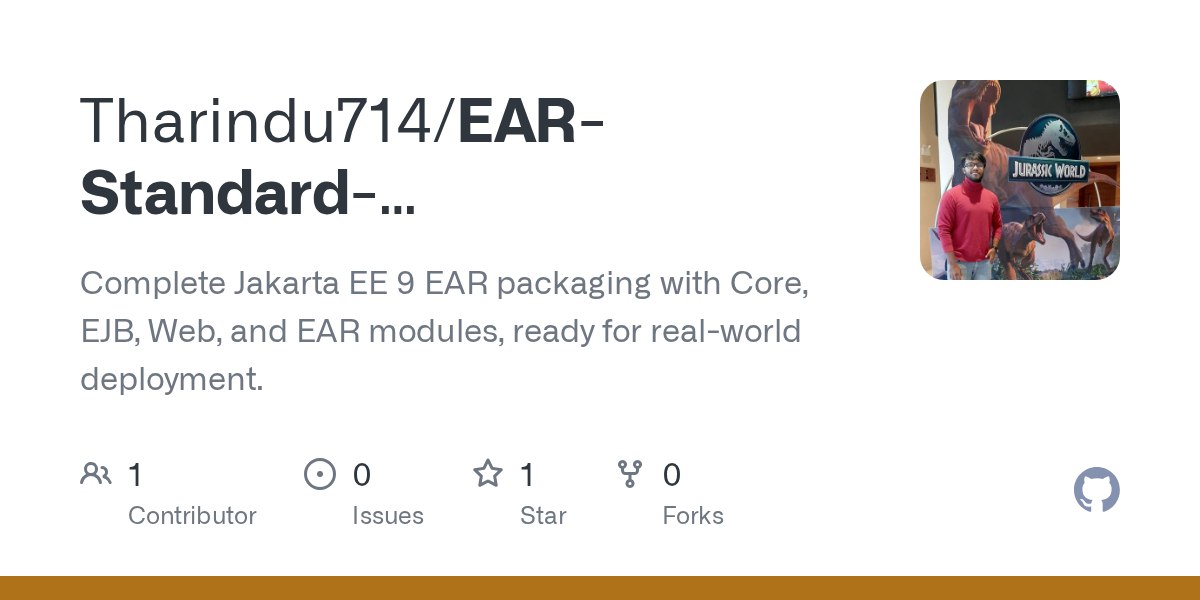 Tharindu714/EAR-
Standard-...
JURASSIC WORLD
Complete Jakarta EE 9 EAR packaging with Core,
EJB, Web, and EAR modules, ready for real-world
deployment.
1
Contributor
0
Issues
1
Star
0
Forks